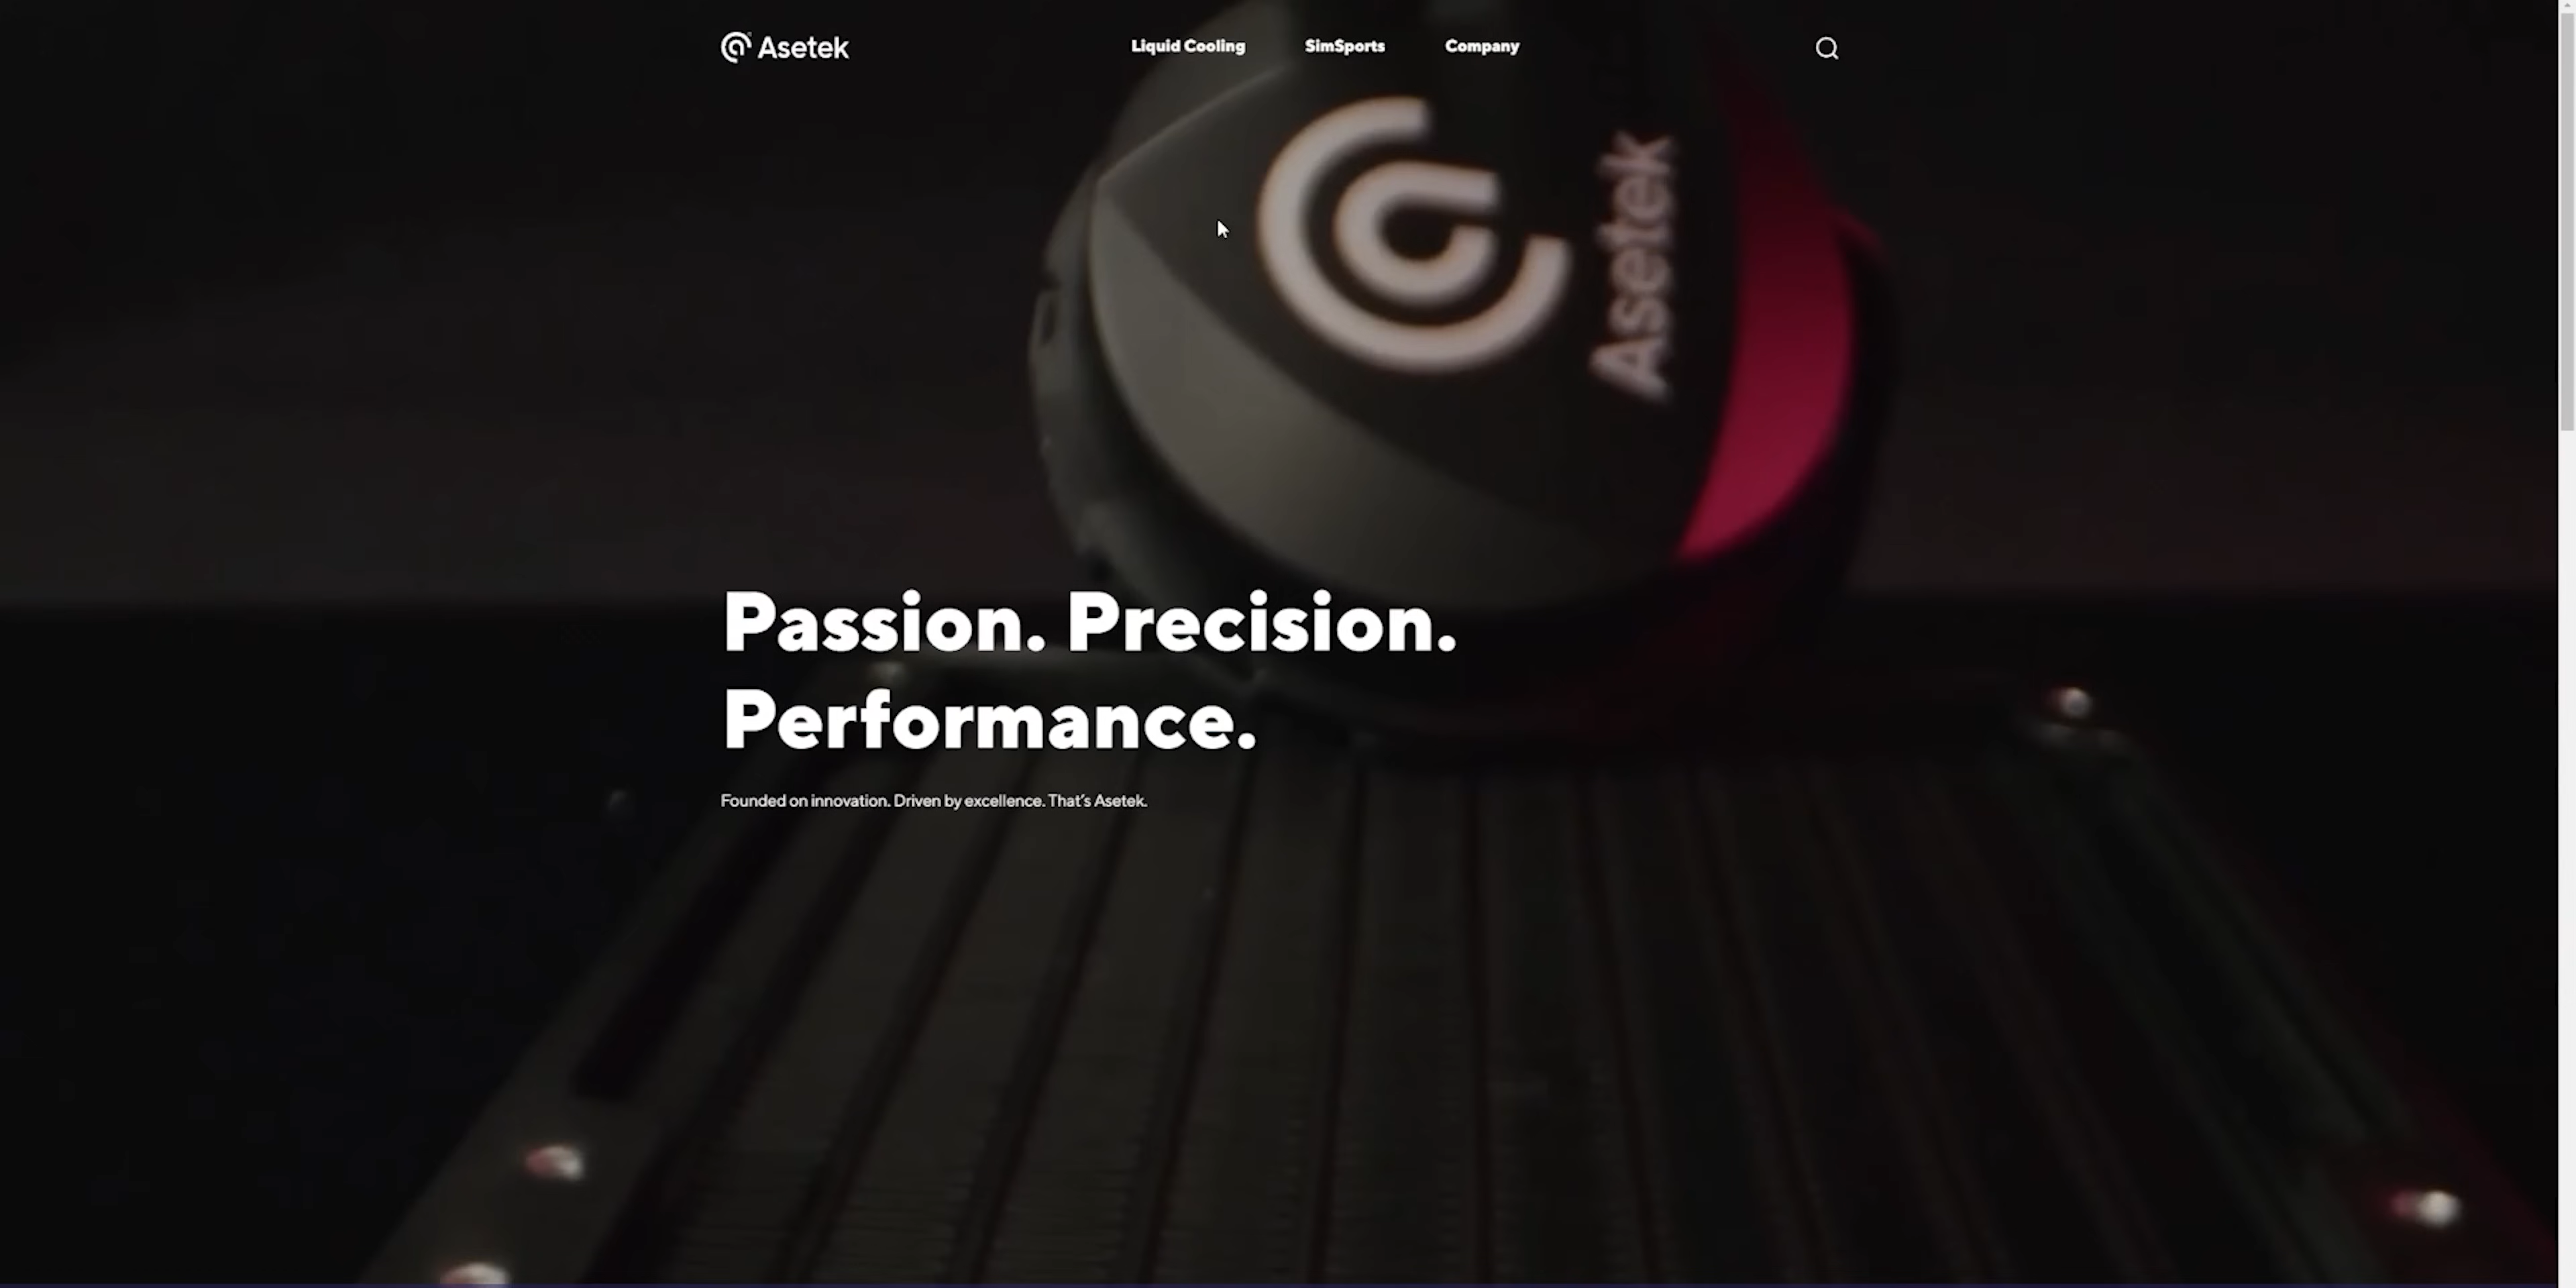 Asetek
Liquid Cooling
SimSports
Company
Asetek
Passion. Precision.
Performance.
Founded on innovation. Driven by excellence. That's Asetek.